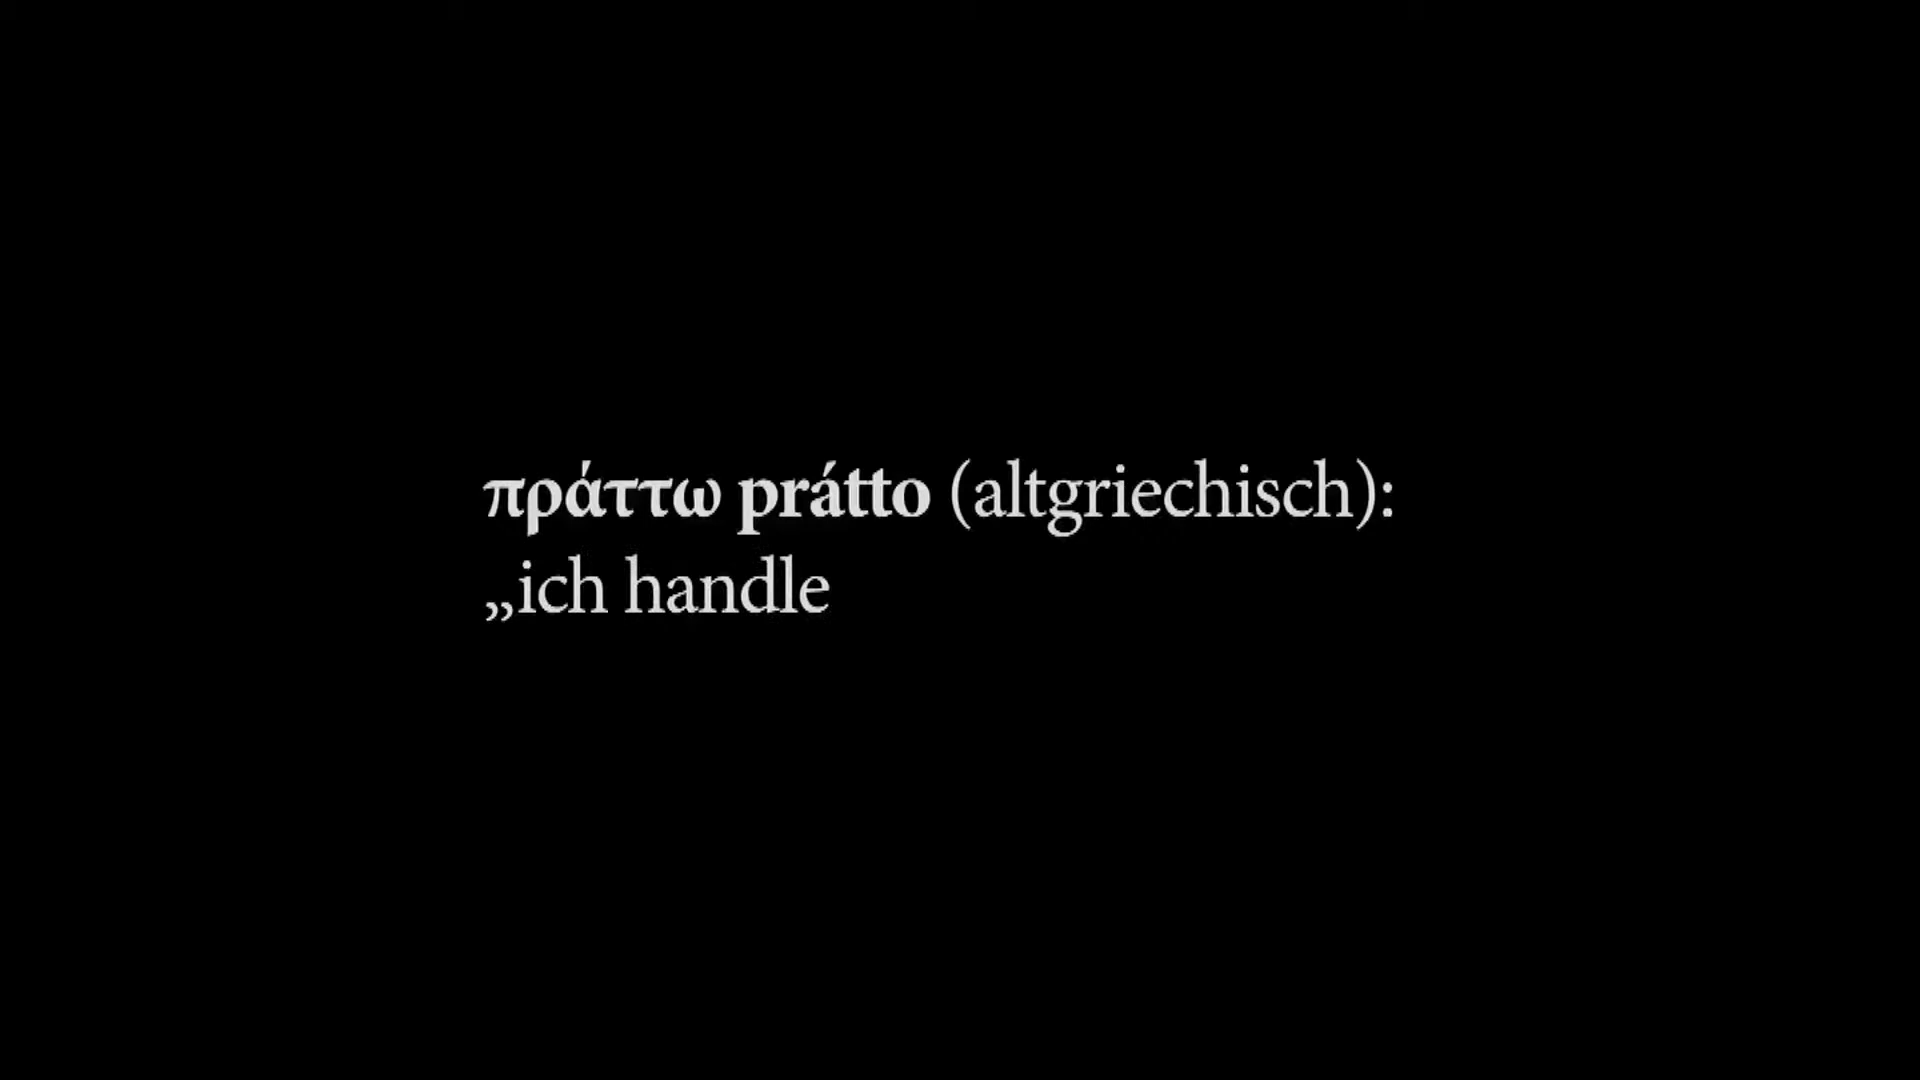 πράττω prátto (altgriechisch):
„ich handle